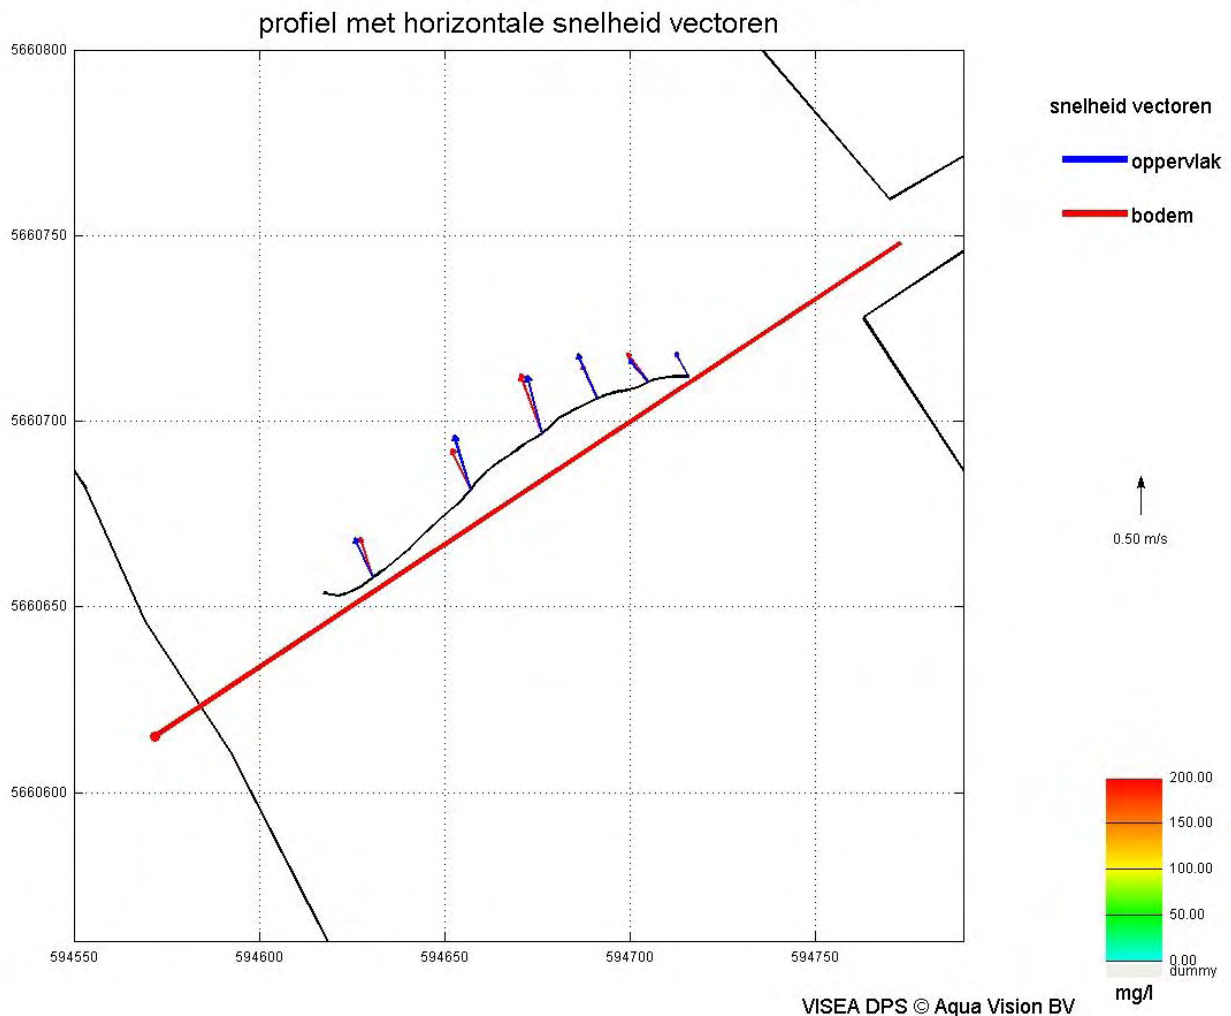 profiel met horizontale snelheid vectoren
5660800
5660750
5660700
5660650
5660600
594550
594600
594650
594700
594750
snelheid vectoren
oppervlak
bodem
0.50 m/s
200.00
150.00
100.00
50.00
0.00
dummy
mg/l
VISEA DPS © Aqua Vision BV